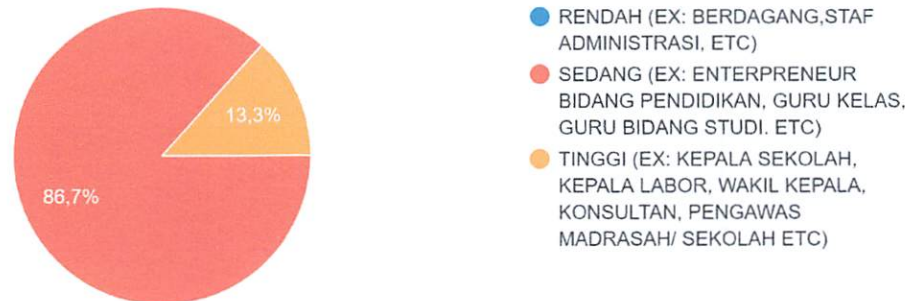 RENDAH (EX: BERDAGANG,STAF
ADMINISTRASI, ETC)
SEDANG (EX: ENTERPRENEUR
BIDANG PENDIDIKAN, GURU KELAS,
GURU BIDANG STUDI. ETC)
TINGGI (EX: KEPALA SEKOLAH,
KEPALA LABOR, WAKIL KEPALA,
KONSULTAN, PENGAWAS
MADRASAH/ SEKOLAH ETC)
13,3%
86,7%